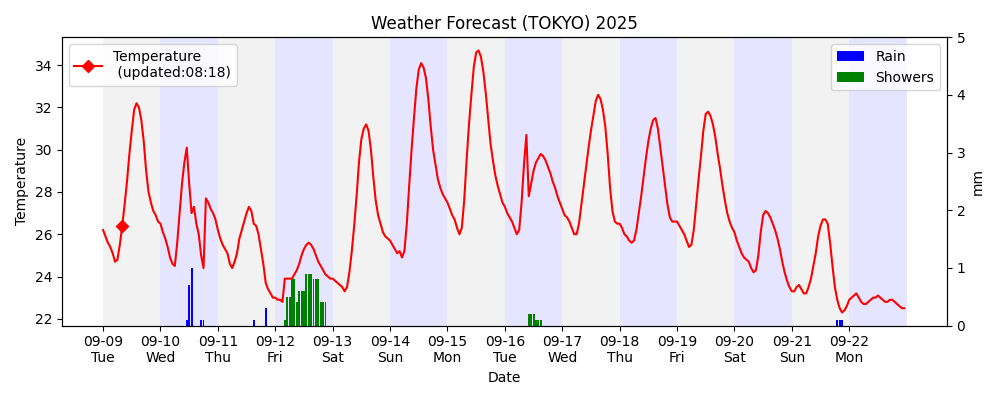 Weather Forecast (TOKYO) 2025
Temperature
(updated:08:18)
Rain
Showers
Temperature
34
32
30
28
26
24
22
5
4
3
2
1
0
mm
09-09 09-10 09-11 09-12 09-13 09-14 09-15 09-16 09-17 09-18 09-19 09-20 09-21 09-22
Tue Wed Thu Fri Sat Sun Mon Tue Wed Thu Fri Sat Sun Mon
Date